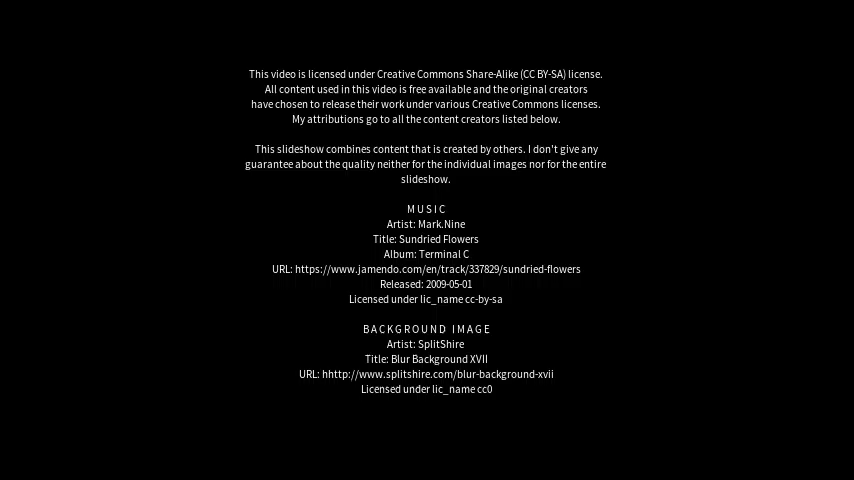 This video is licensed under Creative Commons Share-Alike (CC BY-SA) license.
All content used in this video is free available and the original creators
have chosen to release their work under various Creative Commons licenses.
My attributions go to all the content creators listed below.
This slideshow combines content that is created by others. I don't give any
guarantee about the quality neither for the individual images nor for the entire
slideshow.
MUSIC
Artist: Mark.Nine
Title: Sundried Flowers
Album: Terminal C
URL: https://www.jamendo.com/en/track/337829/sundried-flowers
Released: 2009-05-01
Licensed under lic_name cc-by-sa
BACKGROUND IMAGE
Artist: SplitShire
Title: Blur Background XVII
URL: hhttp://www.splitshire.com/blur-background-xvii
Licensed under lic_name cc0